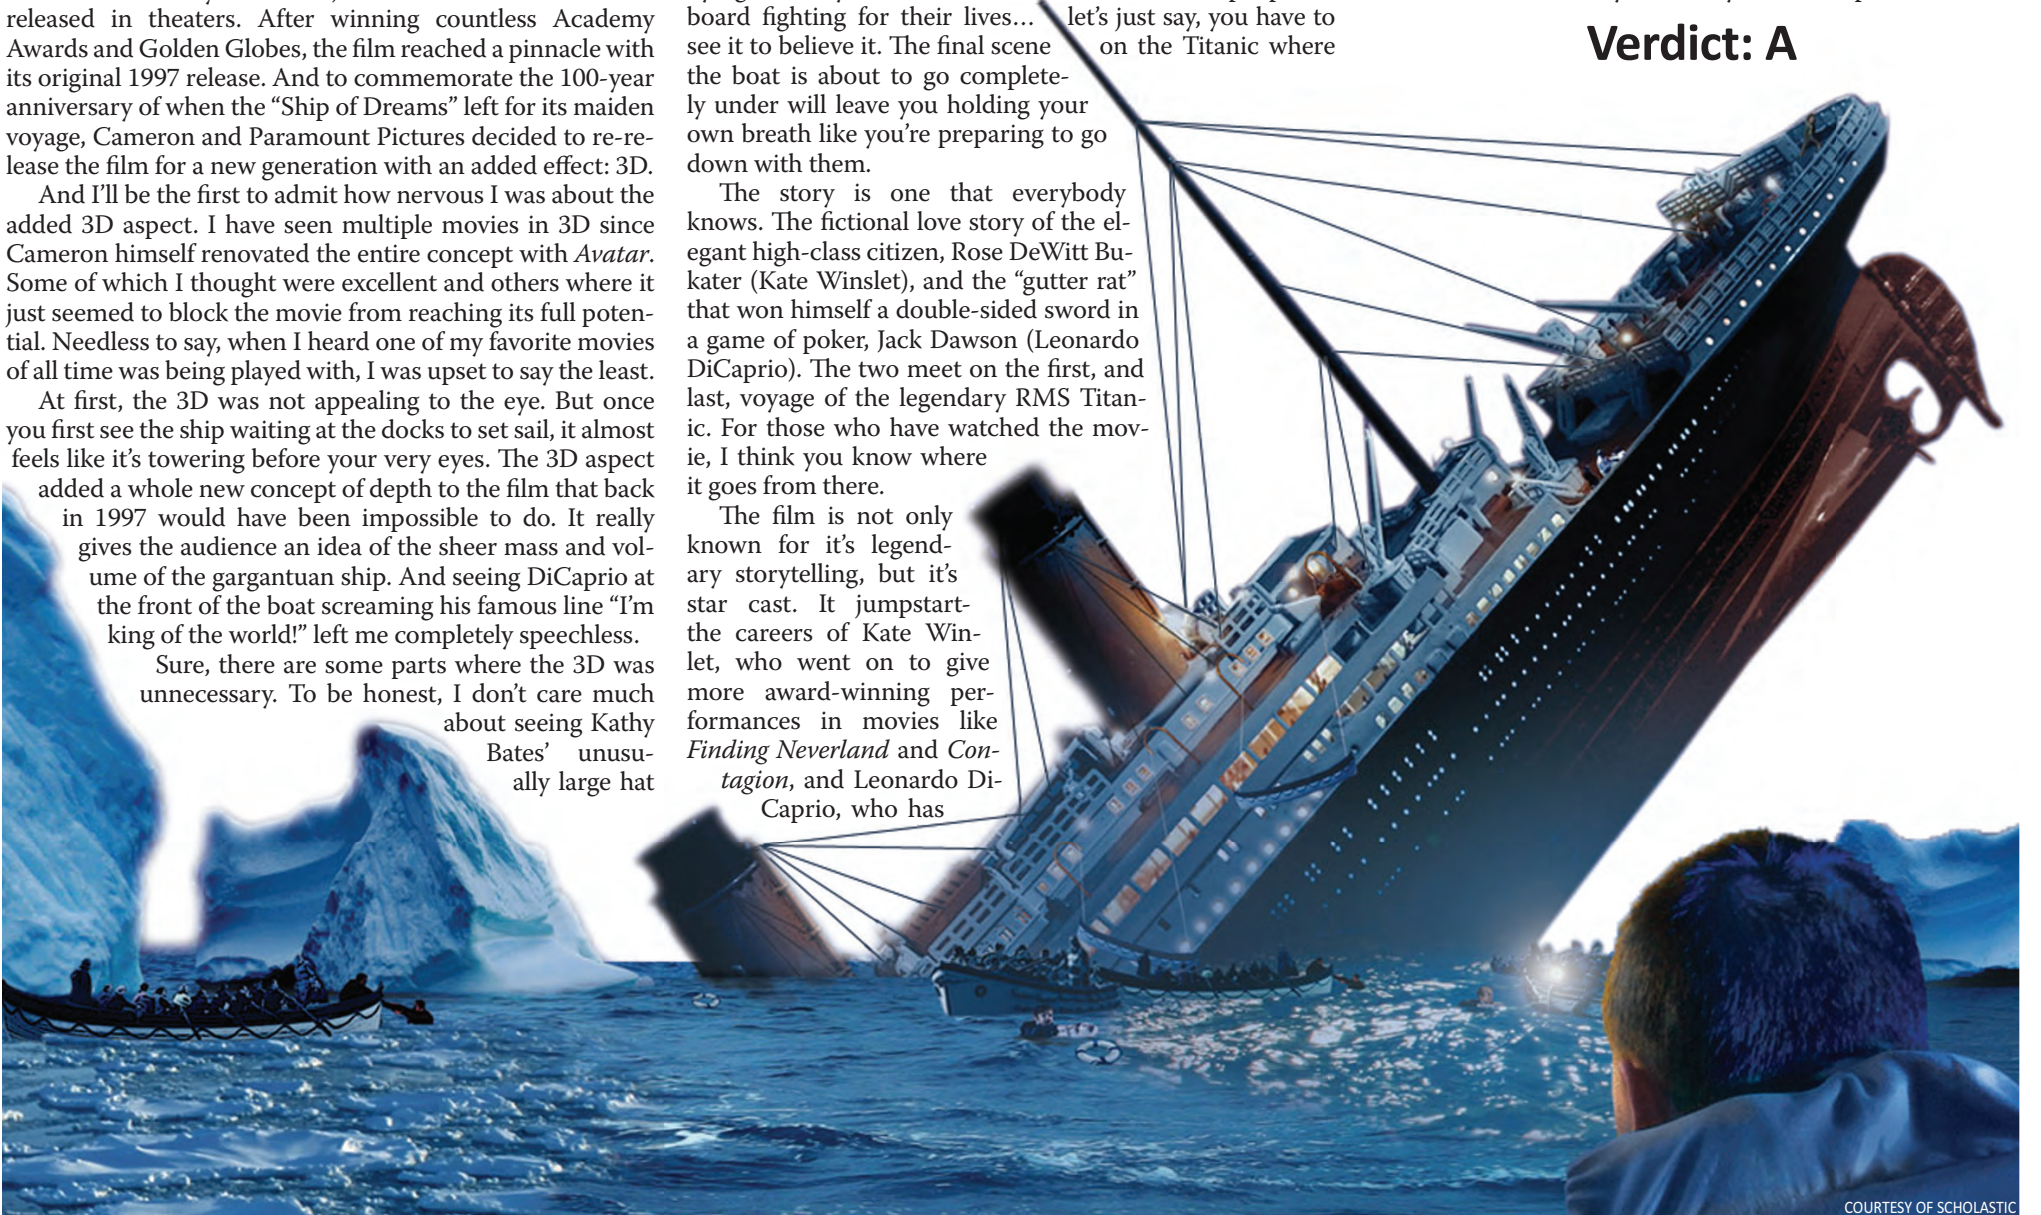 released in theaters. After winning countless Academy
Awards and Golden Globes, the film reached a pinnacle with
its original 1997 release. And to commemorate the 100-year
anniversary of when the “Ship of Dreams” left for its maiden
voyage, Cameron and Paramount Pictures decided to re-re-
lease the film for a new generation with an added effect: 3D.
And I’ll be the first to admit how nervous I was about the
added 3D aspect. I have seen multiple movies in 3D since
Cameron himself renovated the entire concept with Avatar.
Some of which I thought were excellent and others where it
just seemed to block the movie from reaching its full poten-
tial. Needless to say, when I heard one of my favorite movies
of all time was being played with, I was upset to say the least.
At first, the 3D was not appealing to the eye. But once
you first see the ship waiting at the docks to set sail, it almost
feels like it’s towering before your very eyes. The 3D aspect
added a whole new concept of depth to the film that back
in 1997 would have been impossible to do. It really
gives the audience an idea of the sheer mass and vol-
ume of the gargantuan ship. And seeing DiCaprio at
the front of the boat screaming his famous line “I’m
king of the world!” left me completely speechless.
Sure, there are some parts where the 3D was
unnecessary. To be honest, I don’t care much
about seeing Kathy
Bates’ unusu-
ally large hat
board fighting for their lives… let’s just say, you have to
see it to believe it. The final scene on the Titanic where
the boat is about to go complete-
ly under will leave you holding your
own breath like you’re preparing to go
down with them.
The story is one that everybody
knows. The fictional love story of the el-
egant high-class citizen, Rose DeWitt Bu-
kater (Kate Winslet), and the “gutter rat”
that won himself a double-sided sword in
a game of poker, Jack Dawson (Leonardo
DiCaprio). The two meet on the first, and
last, voyage of the legendary RMS Titan-
ic. For those who have watched the mov-
ie, I think you know where
it goes from there.
The film is not only
known for it’s legend-
ary storytelling, but it’s
star cast. It jumpstart-
the careers of Kate Win-
let, who went on to give
more award-winning per-
formances in movies like
Finding Neverland and Con-
tagion, and Leonardo Di-
Caprio, who has
Verdict: A
COURTESY OF SCHOLASTIC